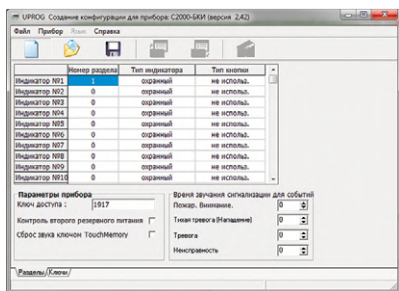 UPROG Создание конфигурации для прибора: С2000-БКИ (версия 2,42)
Файл Прибор Язык Справка
Номер раздела Тип индикатора Тип кнопки
Индикатор №1 1 охранный не использ.
Индикатор №2 0 охранный не использ.
Индикатор №3 0 охранный не использ.
Индикатор №4 0 охранный не использ.
Индикатор №5 0 охранный не использ.
Индикатор №6 0 охранный не использ.
Индикатор №7 0 охранный не использ.
Индикатор №8 0 охранный не использ.
Индикатор №9 0 охранный не использ.
Индикатор №10 0 охранный не использ.
Параметры прибора
Ключ доступа : 1917
Контроль второго резервного питания
Сброс звука ключом TouchMemory
Время звучания сигнализации для событий
Пожар. Внимание. 0
Тихая тревога (Нападение) 0
Тревога 0
Неисправность 0
Разделы Ключи